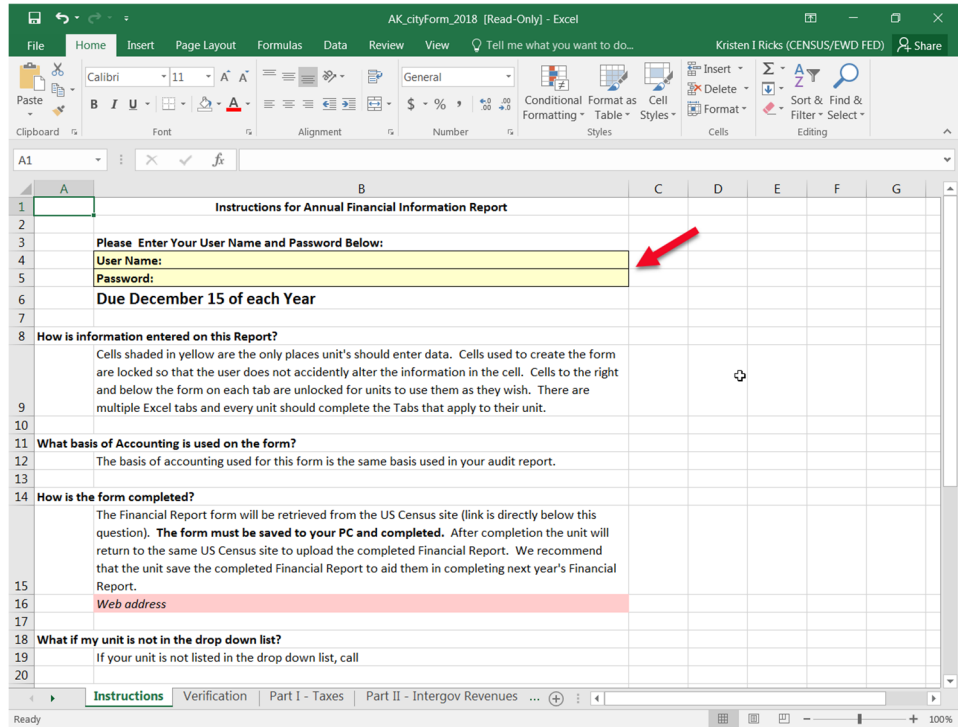 AK_cityForm_2018 [Read-Only] - Excel
File Home Insert Page Layout Formulas Data Review View Tell me what you want to do... Kristen I Ricks (CENSUS/EWD FED) Share
Paste
Calibri 11 A A
B I U A
General
$ % , .0 .00 .00 .0
Conditional Formatting
Format as Table
Cell Styles
Insert
Delete
Format
Σ A Z
Sort & Filter
Find & Select
Clipboard Font Alignment Number Styles Cells Editing
A1 fx
A B C D E F G
1 Instructions for Annual Financial Information Report
2
3 Please Enter Your User Name and Password Below:
4 User Name:
5 Password:
6 Due December 15 of each Year
7
8 How is information entered on this Report?
Cells shaded in yellow are the only places unit's should enter data. Cells used to create the form
are locked so that the user does not accidently alter the information in the cell. Cells to the right
and below the form on each tab are unlocked for units to use them as they wish. There are
9 multiple Excel tabs and every unit should complete the Tabs that apply to their unit.
10
11 What basis of Accounting is used on the form?
12 The basis of accounting used for this form is the same basis used in your audit report.
13
14 How is the form completed?
The Financial Report form will be retrieved from the US Census site (link is directly below this
question). The form must be saved to your PC and completed. After completion the unit will
return to the same US Census site to upload the completed Financial Report. We recommend
that the unit save the completed Financial Report to aid them in completing next year's Financial
15 Report.
16 Web address
17
18 What if my unit is not in the drop down list?
19 If your unit is not listed in the drop down list, call
20
Instructions Verification Part I - Taxes Part II - Intergov Revenues ...
Ready 100%